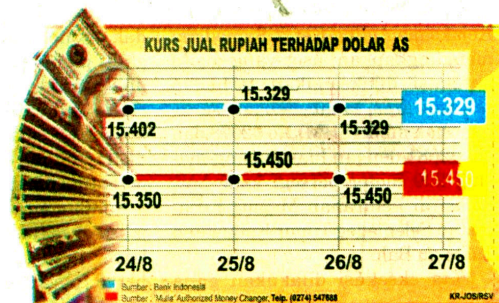 KURS JUAL RUPIAH TERHADAP DOLAR AS
15.329
15.329
15.402
15.329
15.450
15.450
15.350
15.450
24/8 25/8 26/8 27/8
Sumber : Bank Indonesia
Sumber : 'Mulia' Authorized Money Changer, Telp. (0274) 547688
KR-JOS/RSV